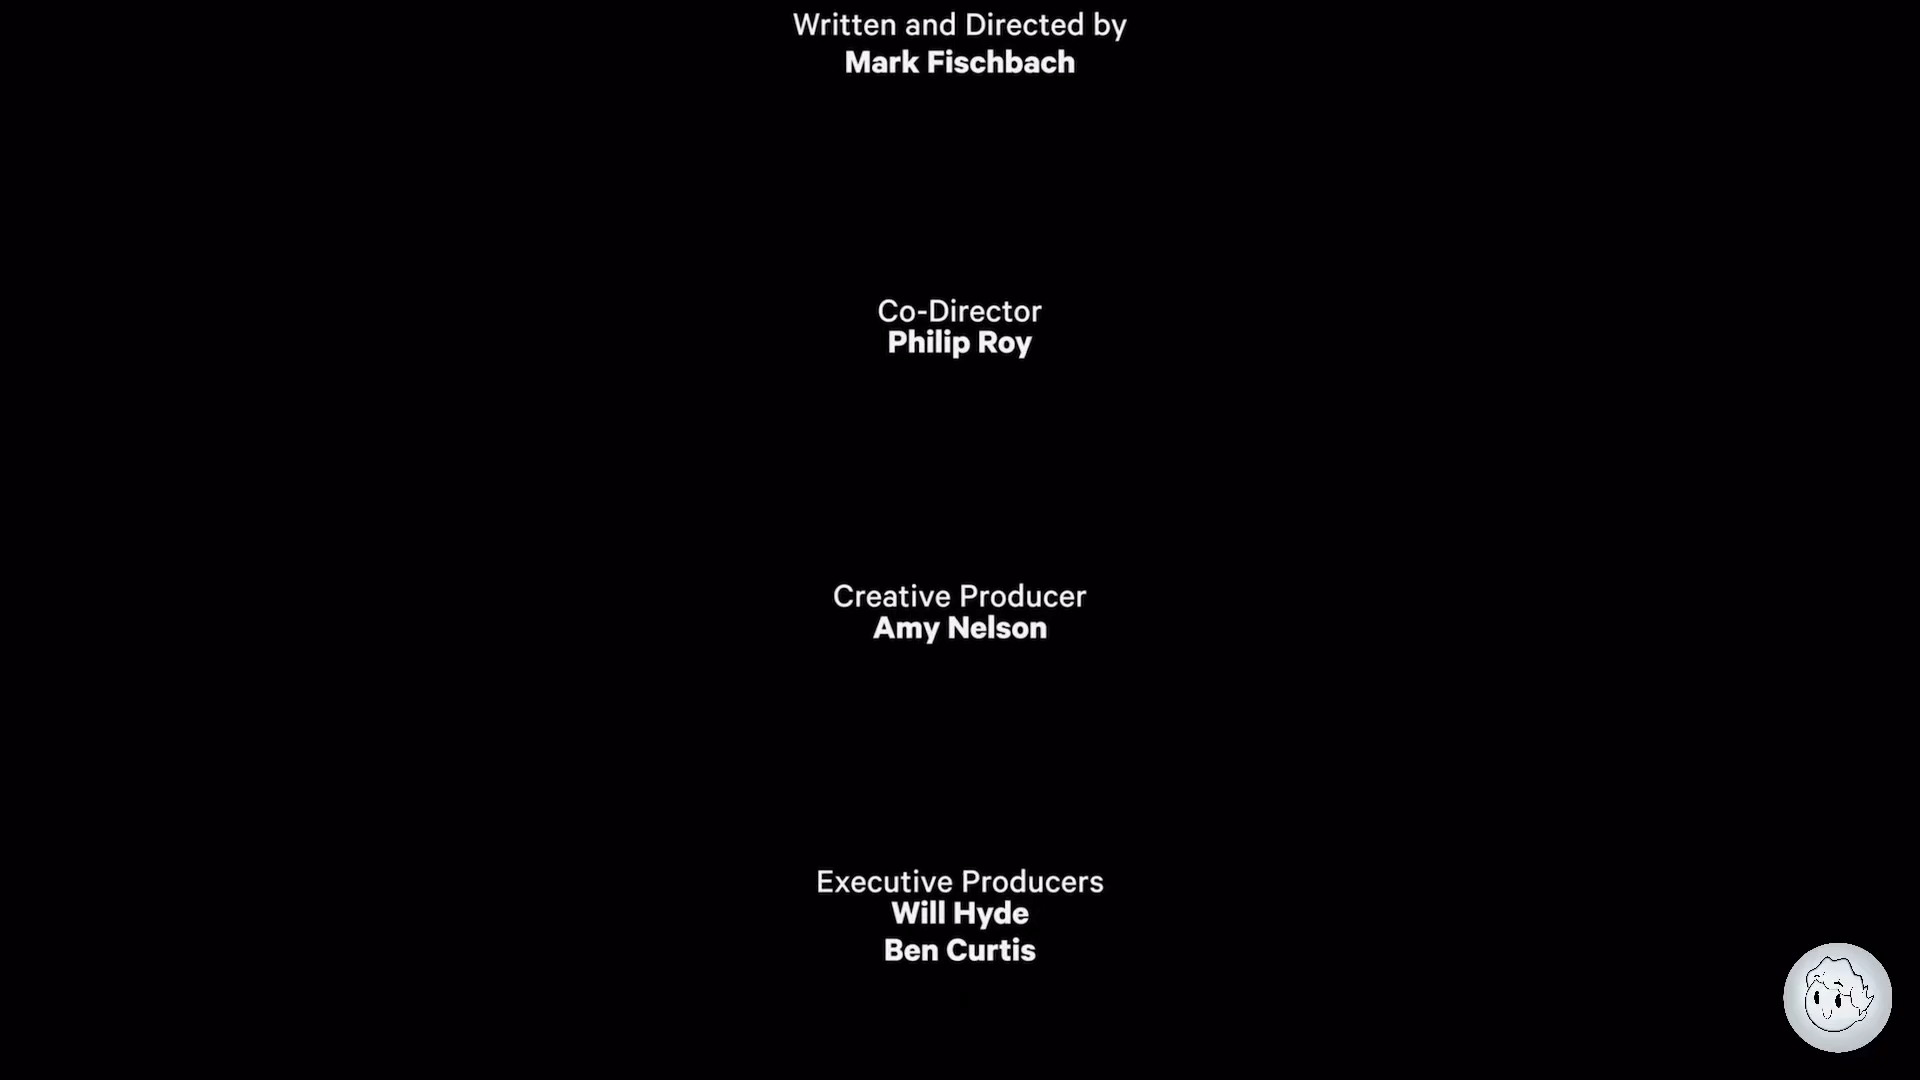 Written and Directed by
Mark Fischbach
Co-Director
Philip Roy
Creative Producer
Amy Nelson
Executive Producers
Will Hyde
Ben Curtis